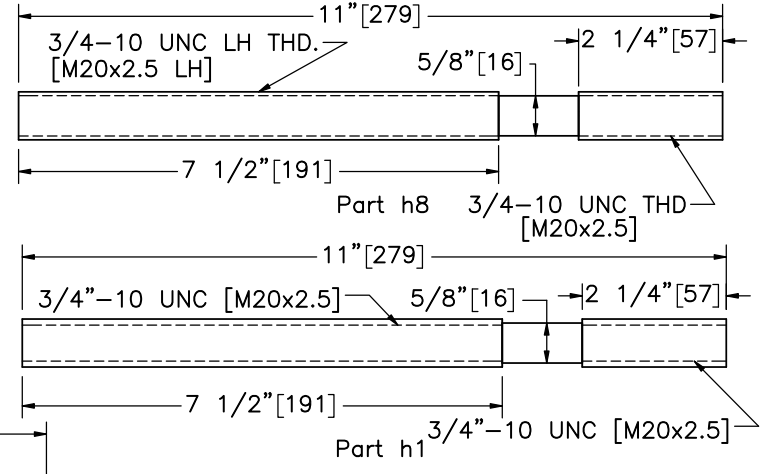 11"[279]
3/4-10 UNC LH THD.
[M20x2.5 LH]
5/8"[16]
2 1/4"[57]
7 1/2"[191]
Part h8
3/4-10 UNC THD
[M20x2.5]
11"[279]
3/4"-10 UNC [M20x2.5]
5/8"[16]
2 1/4"[57]
7 1/2"[191]
Part h1
3/4"-10 UNC [M20x2.5]